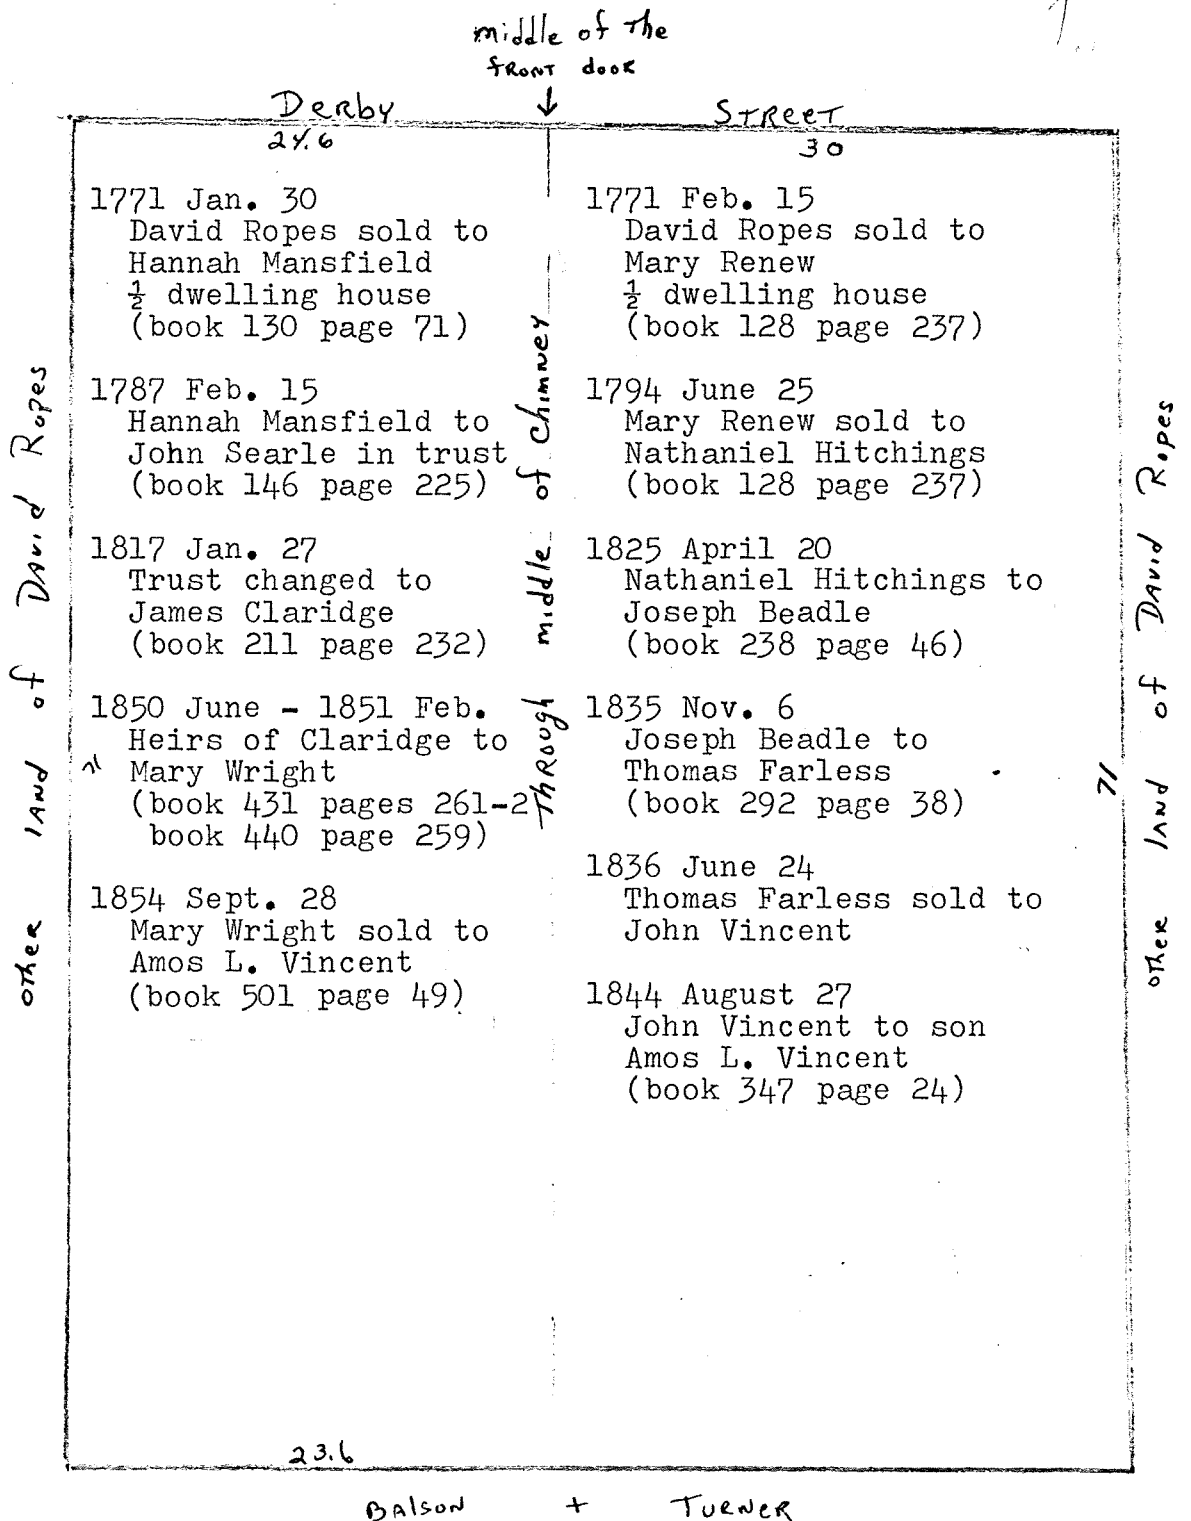 middle of the
front door
Derby STREET
24.6 30
1771 Jan. 30
David Ropes sold to
Hannah Mansfield
½ dwelling house
(book 130 page 71)
1787 Feb. 15
Hannah Mansfield to
John Searle in trust
(book 146 page 225)
1817 Jan. 27
Trust changed to
James Claridge
(book 211 page 232)
1850 June - 1851 Feb.
Heirs of Claridge to
Mary Wright
(book 431 pages 261-2
book 440 page 259)
1854 Sept. 28
Mary Wright sold to
Amos L. Vincent
(book 501 page 49)
Through middle of Chimney
1771 Feb. 15
David Ropes sold to
Mary Renew
½ dwelling house
(book 128 page 237)
1794 June 25
Mary Renew sold to
Nathaniel Hitchings
(book 128 page 237)
1825 April 20
Nathaniel Hitchings to
Joseph Beadle
(book 238 page 46)
1835 Nov. 6
Joseph Beadle to
Thomas Farless
(book 292 page 38)
1836 June 24
Thomas Farless sold to
John Vincent
1844 August 27
John Vincent to son
Amos L. Vincent
(book 347 page 24)
other land of David Ropes
71
other land of David Ropes
23.6
BAlSON + TURNER